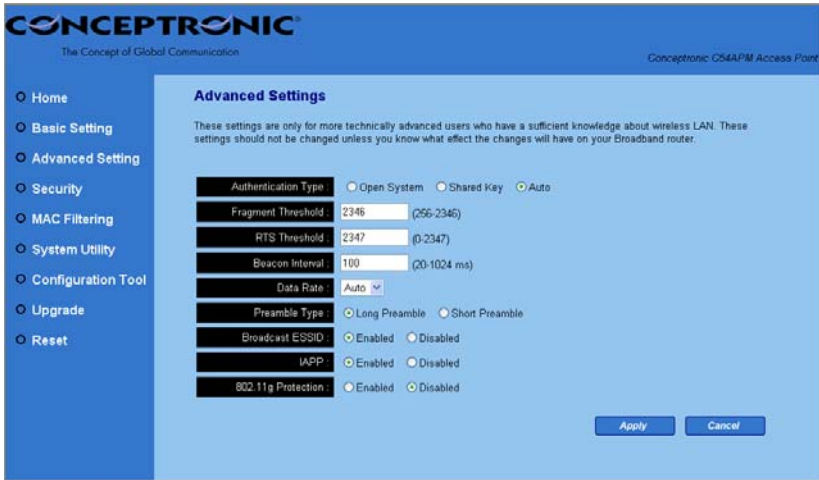 CONCEPTRONIC
The Concept of Global Communication
Conceptronic C54APM Access Point
Home
Basic Setting
Advanced Setting
Security
MAC Filtering
System Utility
Configuration Tool
Upgrade
Reset
Advanced Settings
These settings are only for more technically advanced users who have a sufficient knowledge about wireless LAN. These
settings should not be changed unless you know what effect the changes will have on your Broadband router.
Authentication Type : Open System Shared Key Auto
Fragment Threshold : 2346 (256-2346)
RTS Threshold : 2347 (0-2347)
Beacon Interval : 100 (20-1024 ms)
Data Rate : Auto
Preamble Type : Long Preamble Short Preamble
Broadcast ESSID : Enabled Disabled
IAPP : Enabled Disabled
802.11g Protection : Enabled Disabled
Apply Cancel